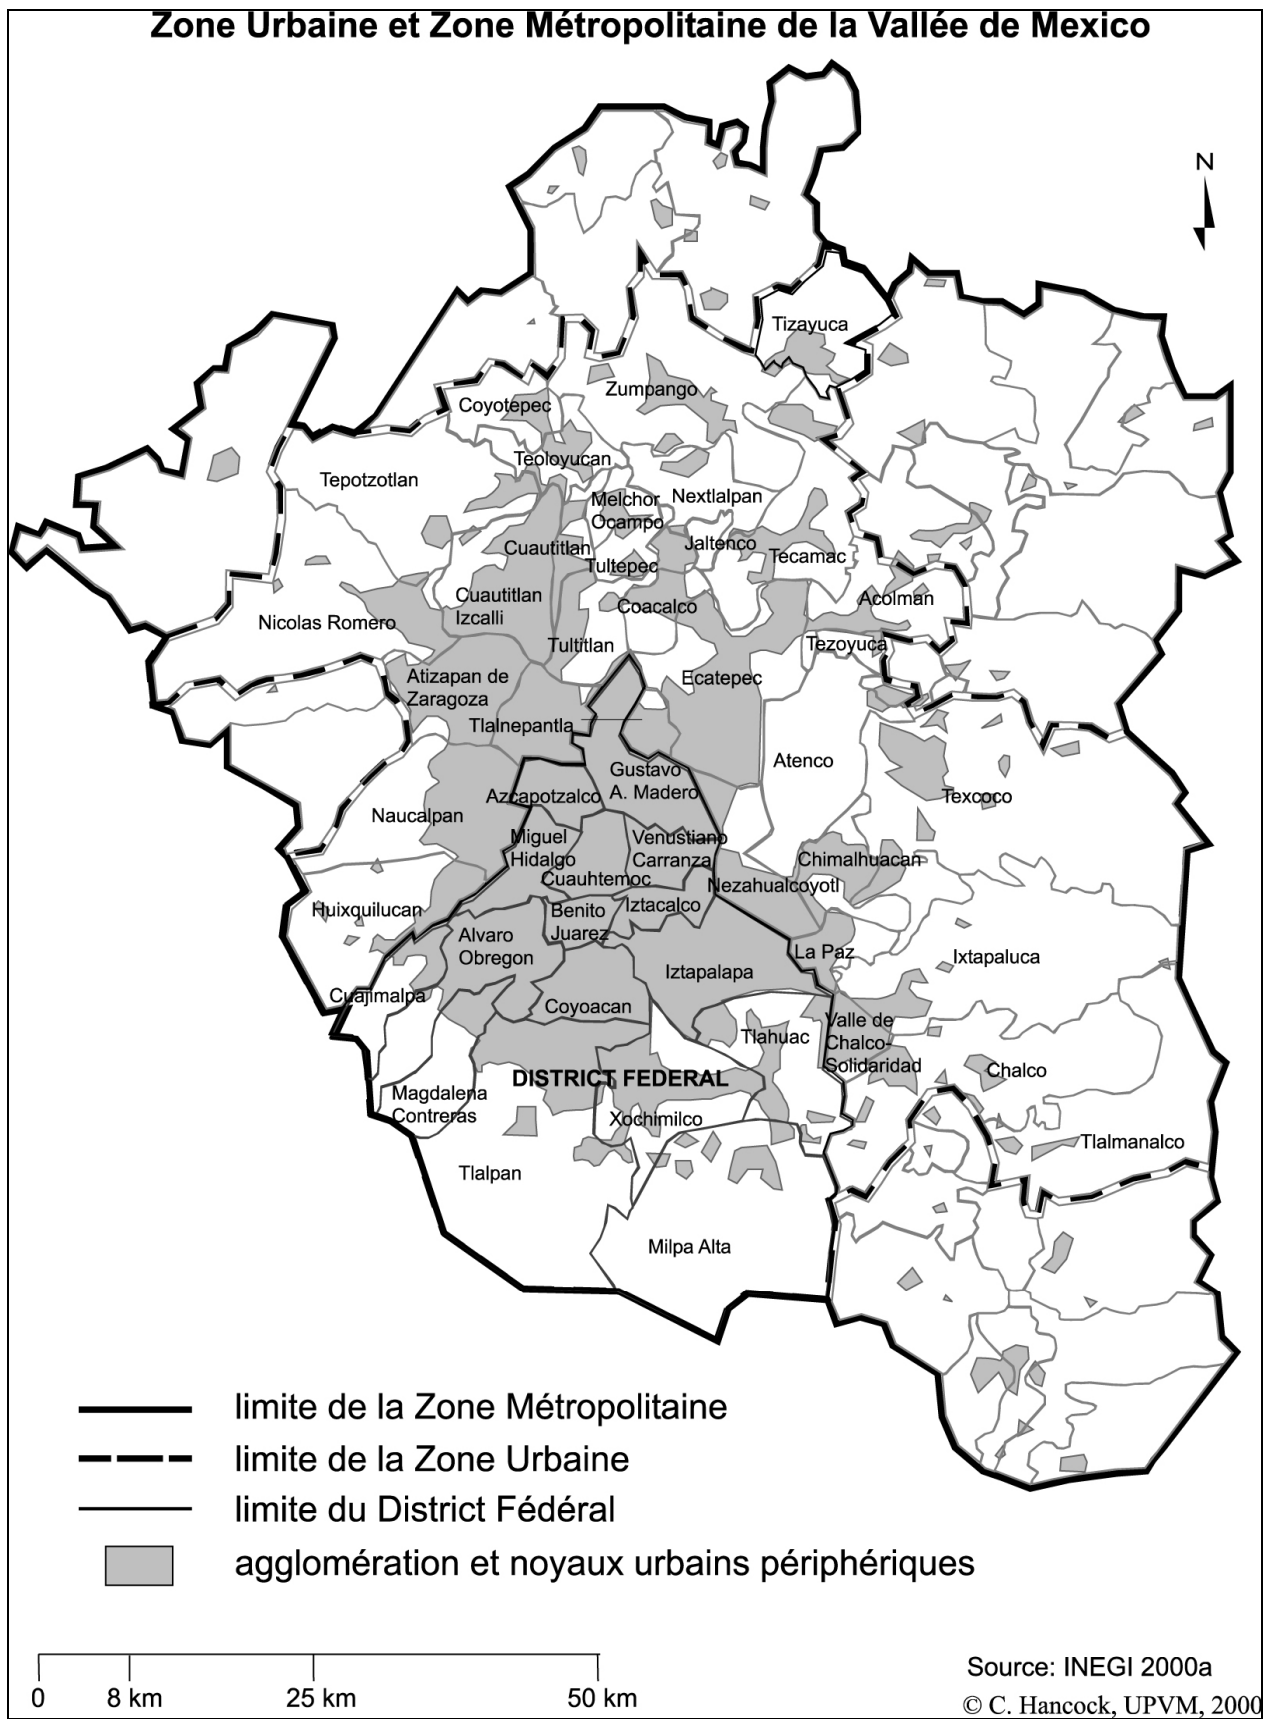 Zone Urbaine et Zone Métropolitaine de la Vallée de Mexico
N
Tizayuca
Zumpango
Coyotepec
Teoloyucan
Tepotzotlan
Melchor
Ocampo
Nextlalpan
Cuautitlan
Jaltenco
Tecamac
Tultepec
Cuautitlan
Izcalli
Coacalco
Acolman
Nicolas Romero
Tultitlan
Tezoyuca
Atizapan de
Zaragoza
Ecatepec
Tlalnepantla
Atenco
Gustavo
A. Madero
Azcapotzalco
Texcoco
Naucalpan
Miguel
Hidalgo
Venustiano
Carranza
Chimalhuacan
Cuauhtemoc
Nezahualcoyotl
Huixquilucan
Benito
Juarez
Iztacalco
Alvaro
Obregon
La Paz
Ixtapaluca
Iztapalapa
Cuajimalpa
Coyoacan
Tlahuac
Valle de
Chalco-
Solidaridad
Chalco
DISTRICT FEDERAL
Magdalena
Contreras
Xochimilco
Tlalmanalco
Tlalpan
Milpa Alta
limite de la Zone Métropolitaine
limite de la Zone Urbaine
limite du District Fédéral
agglomération et noyaux urbains périphériques
0 8 km 25 km 50 km
Source: INEGI 2000a
© C. Hancock, UPVM, 2000